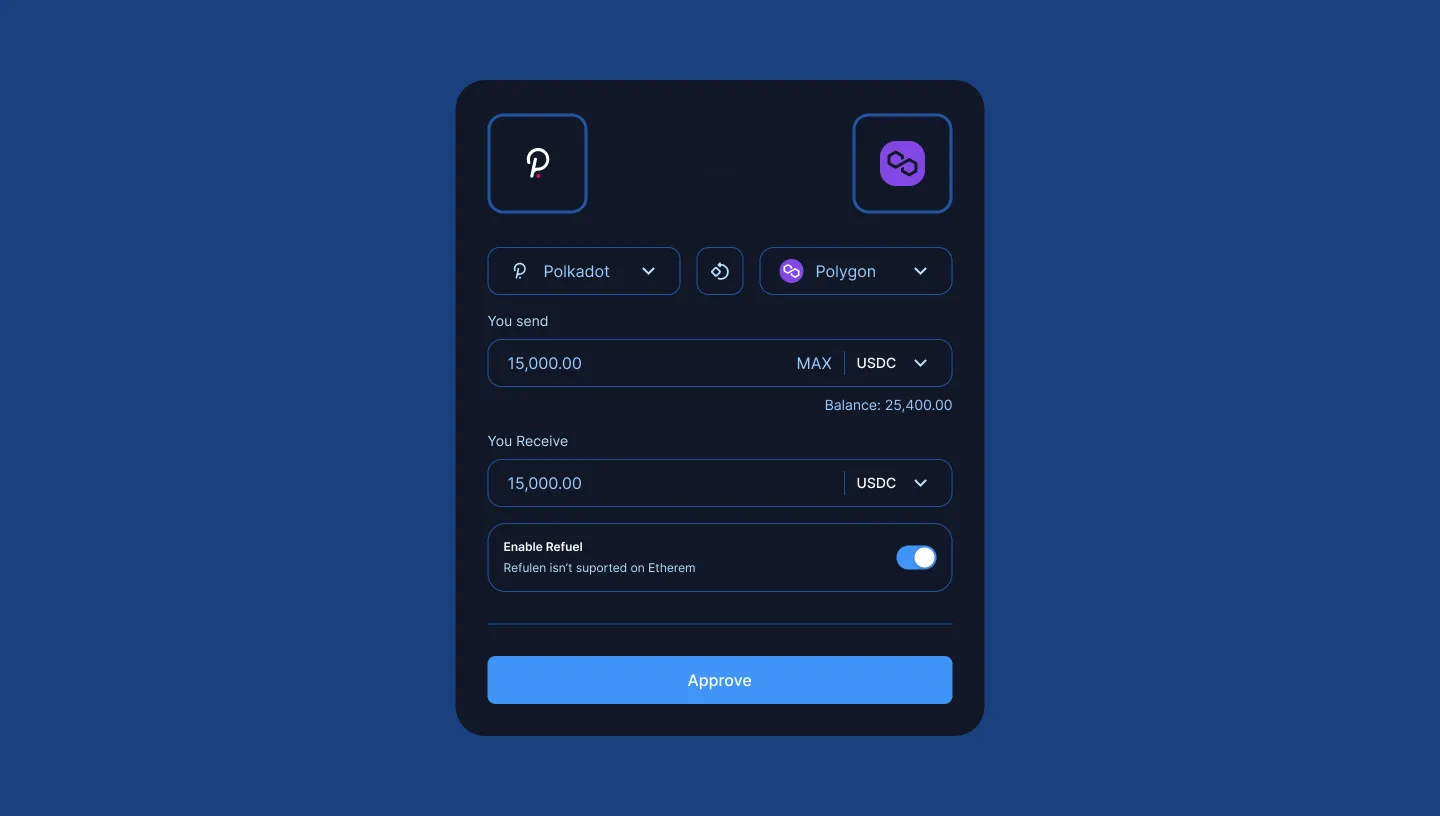 Polkadot
Polygon
You send
15,000.00 MAX USDC
Balance: 25,400.00
You Receive
15,000.00 USDC
Enable Refuel
Refulen isn’t suported on Etherem
Approve